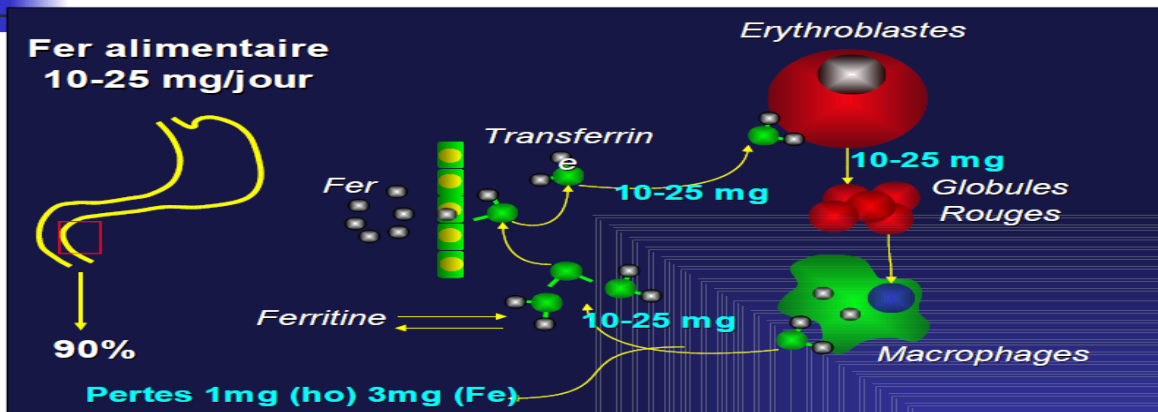 Fer alimentaire
10-25 mg/jour
Erythroblastes
Transferrin
e
Fer
10-25 mg
10-25 mg
Globules
Rouges
Ferritine
10-25 mg
90%
Macrophages
Pertes 1mg (ho) 3mg (Fe)